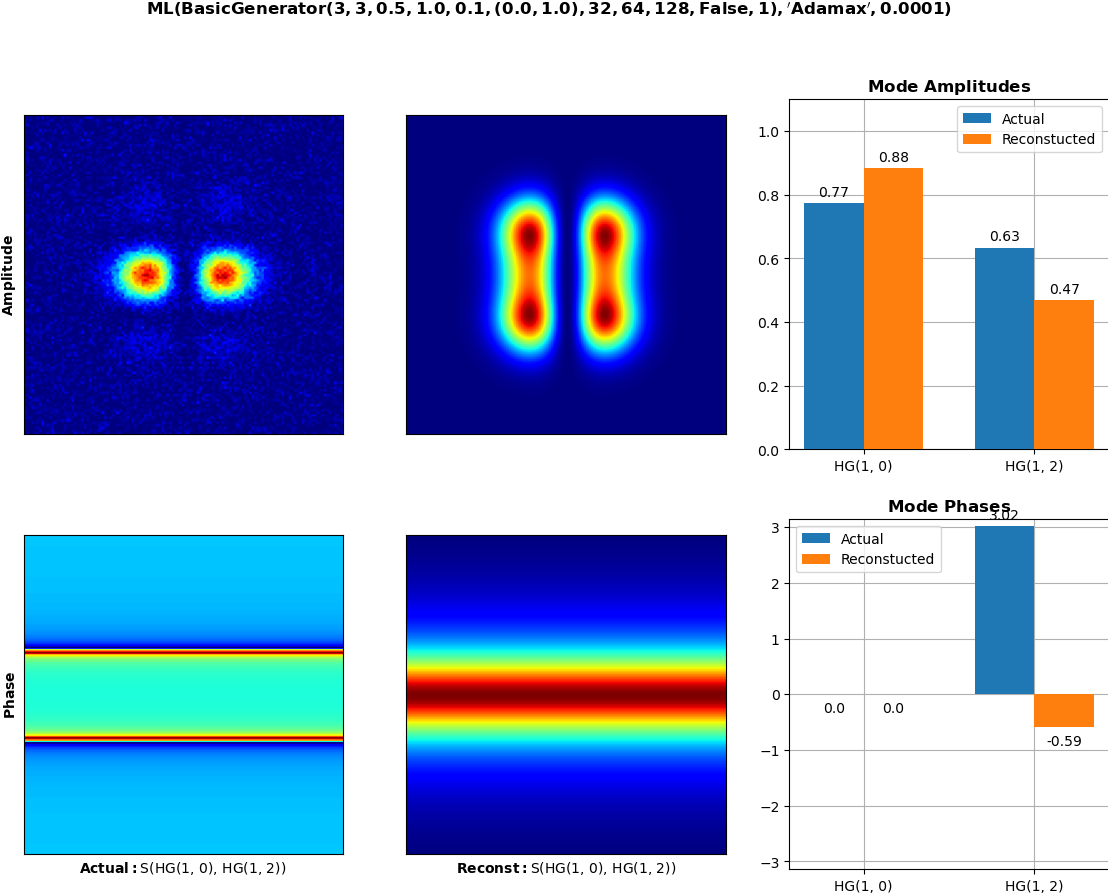 ML(BasicGenerator(3, 3, 0.5, 1.0, 0.1, (0.0, 1.0), 32, 64, 128, False, 1), ′Adamax′, 0.0001)
Amplitude
Mode Amplitudes
Actual
Reconstucted
1.0
0.8
0.6
0.4
0.2
0.0
0.77
0.88
0.63
0.47
HG(1, 0)
HG(1, 2)
Phase
Actual: S(HG(1, 0), HG(1, 2))
Reconst: S(HG(1, 0), HG(1, 2))
Mode Phases
Actual
Reconstucted
3
2
1
0
−1
−2
−3
0.0
0.0
3.02
-0.59
HG(1, 0)
HG(1, 2)